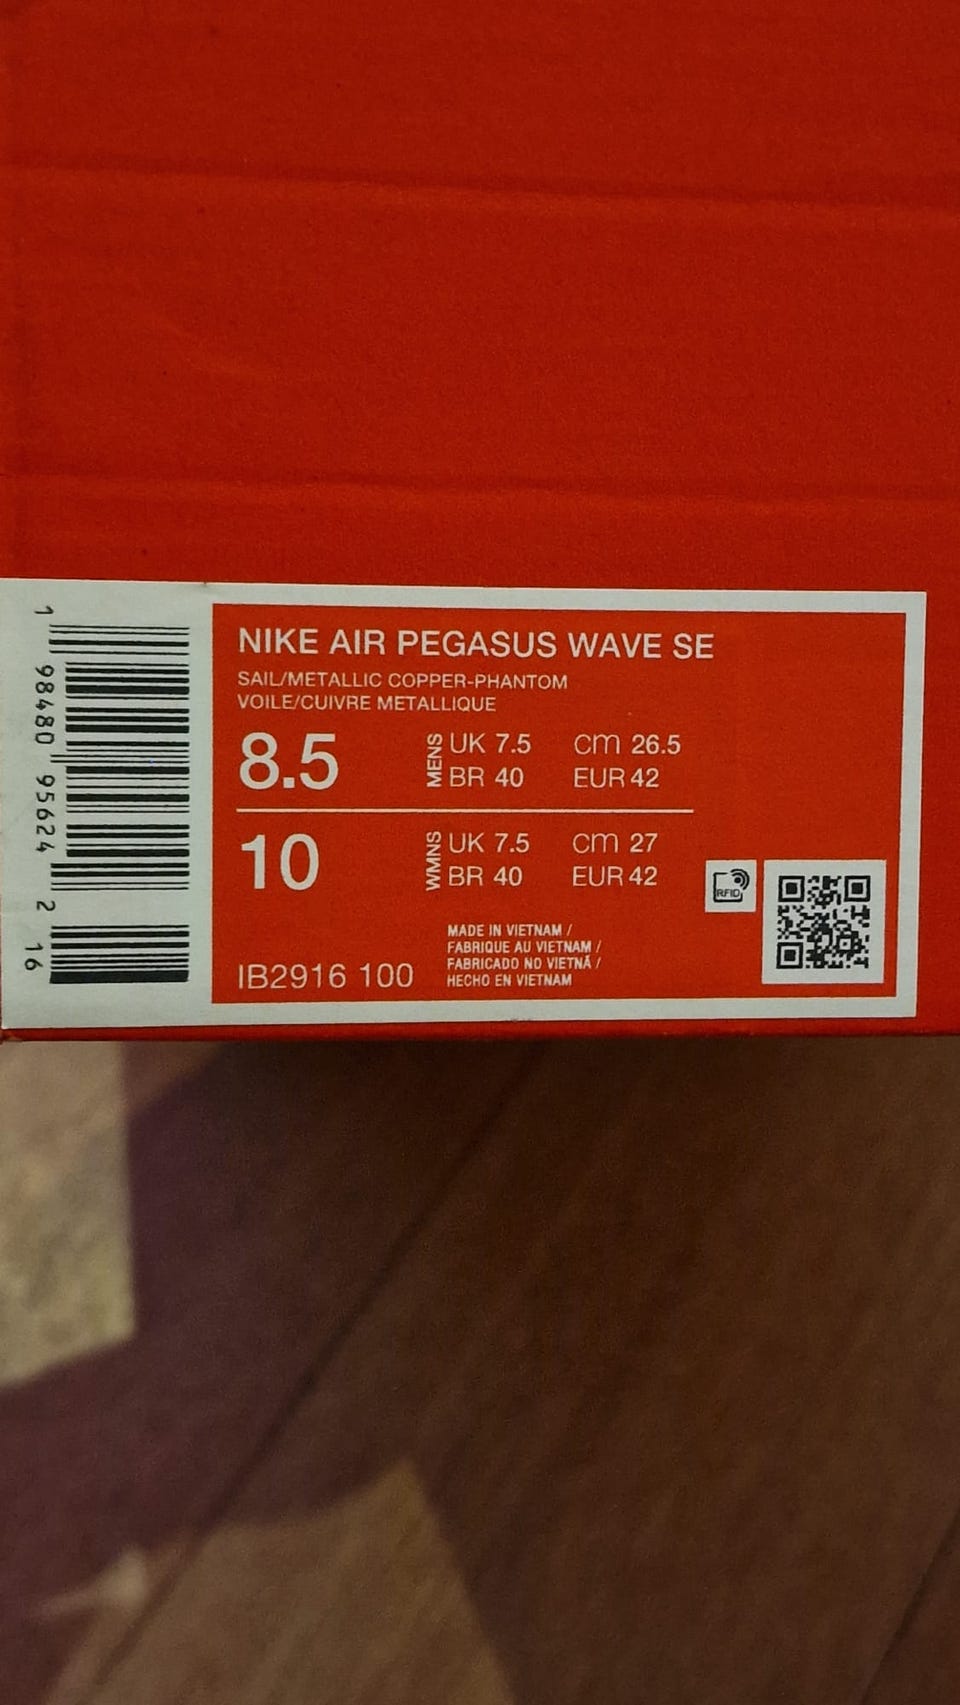 NIKE AIR PEGASUS WAVE SE
SAIL/METALLIC COPPER-PHANTOM
VOILE/CUIVRE METALLIQUE
8.5
MENS
UK 7.5 cm 26.5
BR 40 EUR 42
10
WMNS
UK 7.5 cm 27
BR 40 EUR 42
RFID
MADE IN VIETNAM /
FABRIQUE AU VIETNAM /
FABRICADO NO VIETNÃ /
HECHO EN VIETNAM
IB2916 100
1 98480 95624 2 16